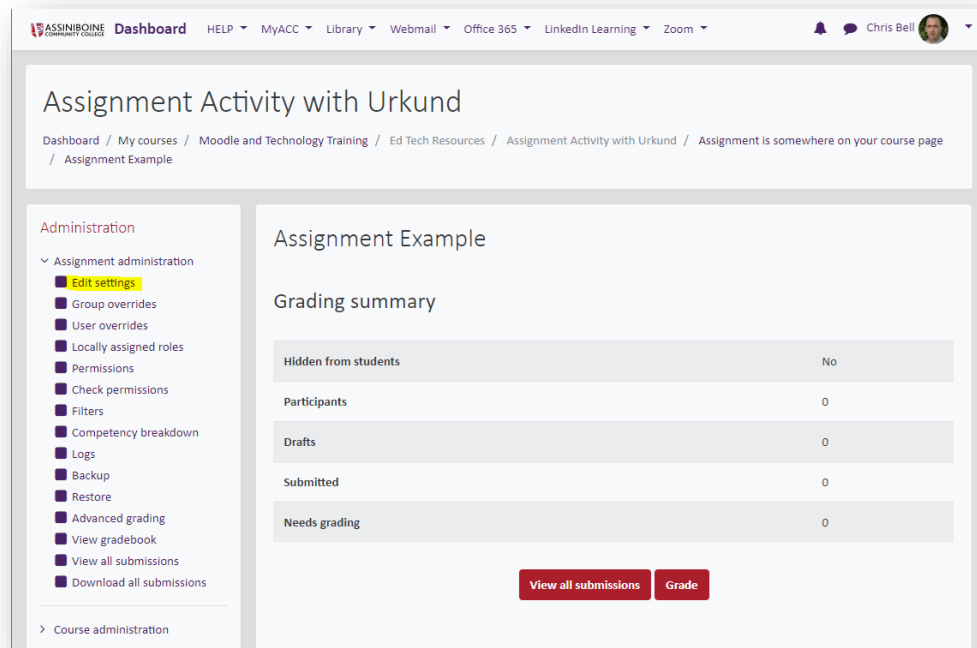 ASSINIBOINE
COMMUNITY COLLEGE
Dashboard HELP MyACC Library Webmail Office 365 LinkedIn Learning Zoom Chris Bell
Assignment Activity with Urkund
Dashboard / My courses / Moodle and Technology Training / Ed Tech Resources / Assignment Activity with Urkund / Assignment is somewhere on your course page
/ Assignment Example
Administration
Assignment administration
Edit settings
Group overrides
User overrides
Locally assigned roles
Permissions
Check permissions
Filters
Competency breakdown
Logs
Backup
Restore
Advanced grading
View gradebook
View all submissions
Download all submissions
Course administration
Assignment Example
Grading summary
Hidden from students No
Participants 0
Drafts 0
Submitted 0
Needs grading 0
View all submissions Grade